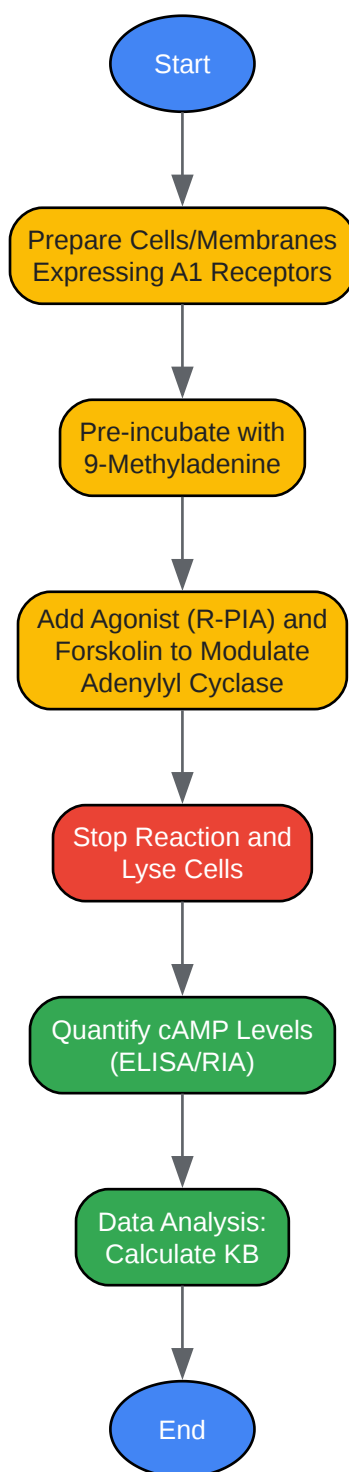 Start
Prepare Cells/Membranes
Expressing A1 Receptors
Pre-incubate with
9-Methyladenine
Add Agonist (R-PIA) and
Forskolin to Modulate
Adenylyl Cyclase
Stop Reaction and
Lyse Cells
Quantify cAMP Levels
(ELISA/RIA)
Data Analysis:
Calculate KB
End